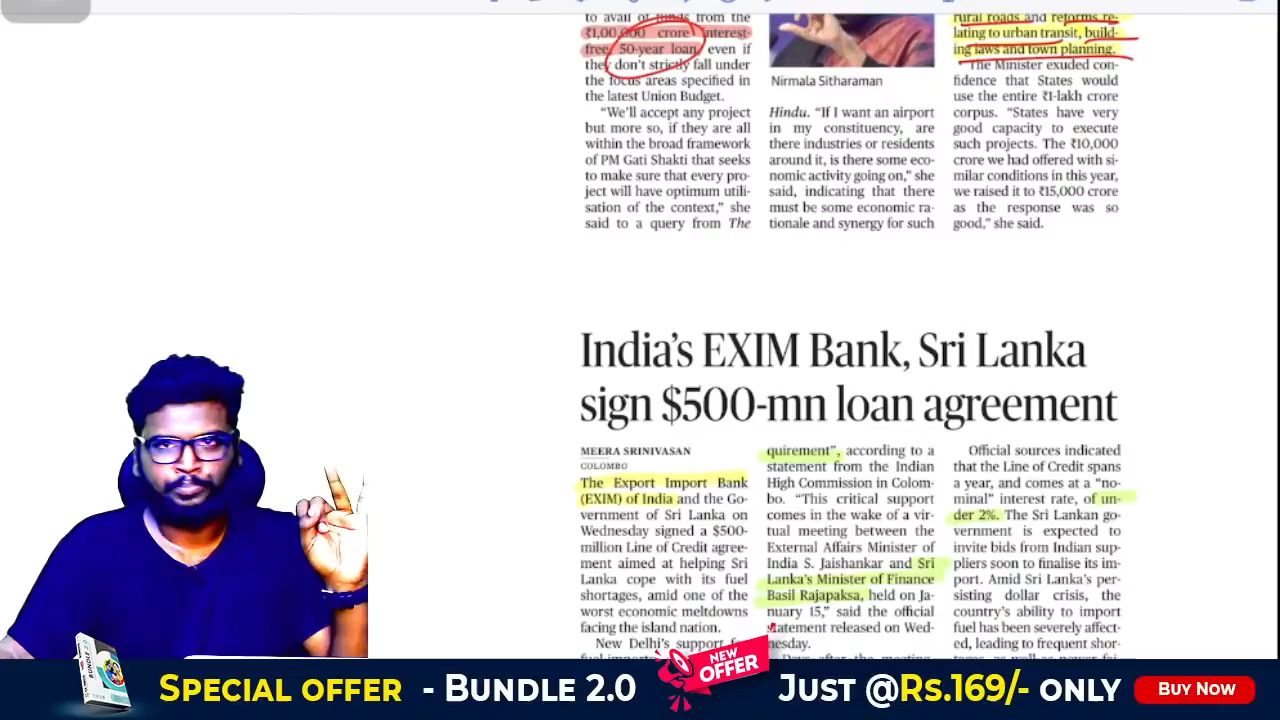 to avail of funds from the
₹1,00,000 crore interest-
free 50-year loan, even if
they don't strictly fall under
the focus areas specified in
the latest Union Budget.
"We'll accept any project
but more so, if they are all
within the broad framework
of PM Gati Shakti that seeks
to make sure that every pro-
ject will have optimum utili-
sation of the context," she
said to a query from The
Nirmala Sitharaman
Hindu. "If I want an airport
in my constituency, are
there industries or residents
around it, is there some eco-
nomic activity going on," she
said, indicating that there
must be some economic ra-
tionale and synergy for such
rural roads and reforms re-
lating to urban transit, build-
ing laws and town planning.
The Minister exuded con-
fidence that States would
use the entire ₹1-lakh crore
corpus. "States have very
good capacity to execute
such projects. The ₹10,000
crore we had offered with si-
milar conditions in this year,
we raised it to ₹15,000 crore
as the response was so
good," she said.
India's EXIM Bank, Sri Lanka
sign $500-mn loan agreement
MEERA SRINIVASAN
COLOMBO
The Export Import Bank
(EXIM) of India and the Go-
vernment of Sri Lanka on
Wednesday signed a $500-
million Line of Credit agree-
ment aimed at helping Sri
Lanka cope with its fuel
shortages, amid one of the
worst economic meltdowns
facing the island nation.
New Delhi's support
quirement", according to a
statement from the Indian
High Commission in Colom-
bo. "This critical support
comes in the wake of a vir-
tual meeting between the
External Affairs Minister of
India S. Jaishankar and Sri
Lanka's Minister of Finance
Basil Rajapaksa, held on Ja-
nuary 15," said the official
statement released on Wed-
nesday.
Official sources indicated
that the Line of Credit spans
a year, and comes at a "no-
minal" interest rate, of un-
der 2%. The Sri Lankan go-
vernment is expected to
invite bids from Indian sup-
pliers soon to finalise its im-
port. Amid Sri Lanka's per-
sisting dollar crisis, the
country's ability to import
fuel has been severely affect-
ed, leading to frequent shor-
BUNDLE 2.0
SPECIAL OFFER - BUNDLE 2.0
NEW
OFFER
JUST @Rs.169/- ONLY
Buy Now